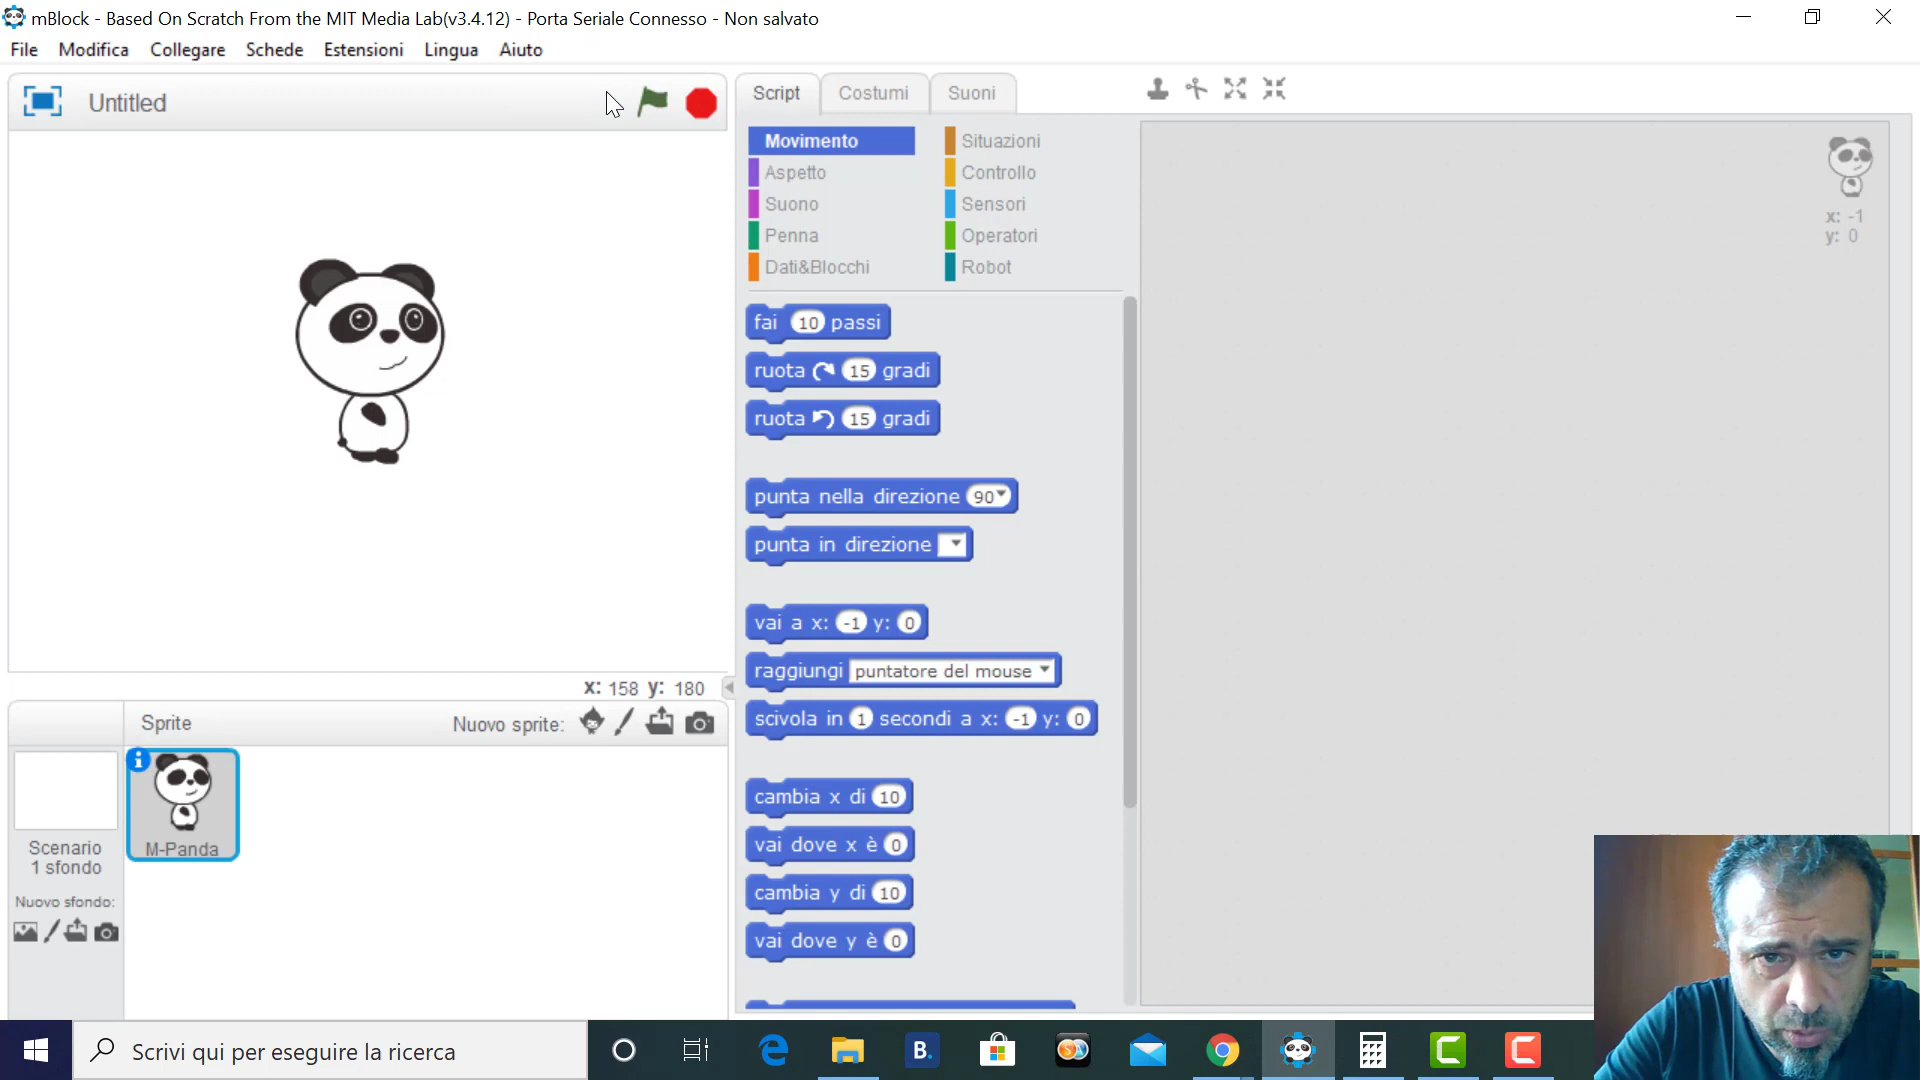 mBlock - Based On Scratch From the MIT Media Lab(v3.4.12) - Porta Seriale Connesso - Non salvato
File Modifica Collegare Schede Estensioni Lingua Aiuto
Untitled
Script Costumi Suoni
Movimento Situazioni
Aspetto Controllo
Suono Sensori
Penna Operatori
Dati&Blocchi Robot
x: -1
y: 0
fai 10 passi
ruota 15 gradi
ruota 15 gradi
punta nella direzione 90
punta in direzione
vai a x: -1 y: 0
raggiungi puntatore del mouse
scivola in 1 secondi a x: -1 y: 0
cambia x di 10
vai dove x è 0
cambia y di 10
vai dove y è 0
x: 158 y: 180
Sprite Nuovo sprite:
i
M-Panda
Scenario
1 sfondo
Nuovo sfondo:
Scrivi qui per eseguire la ricerca
B.